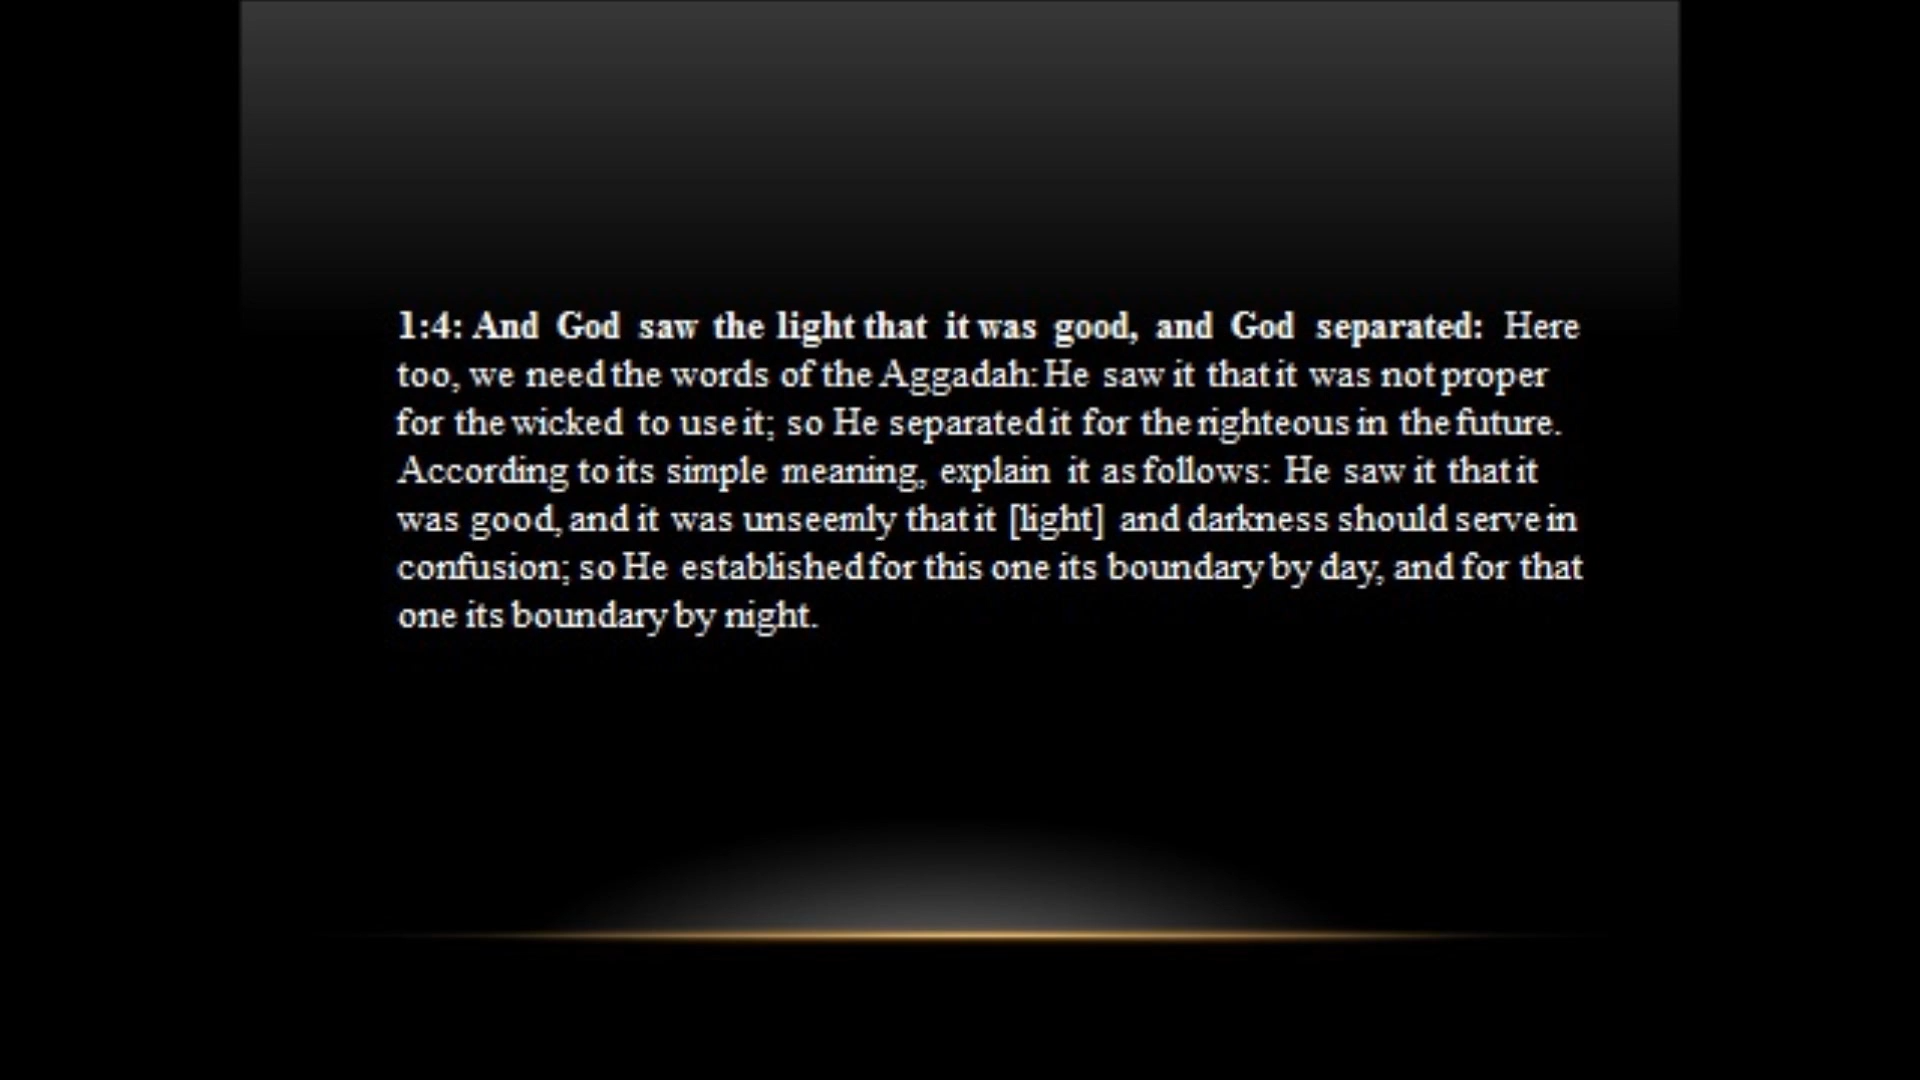 1:4: And God saw the light that it was good, and God separated: Here
too, we need the words of the Aggadah: He saw it that it was not proper
for the wicked to use it; so He separated it for the righteous in the future.
According to its simple meaning, explain it as follows: He saw it that it
was good, and it was unseemly that it [light] and darkness should serve in
confusion; so He established for this one its boundary by day, and for that
one its boundary by night.